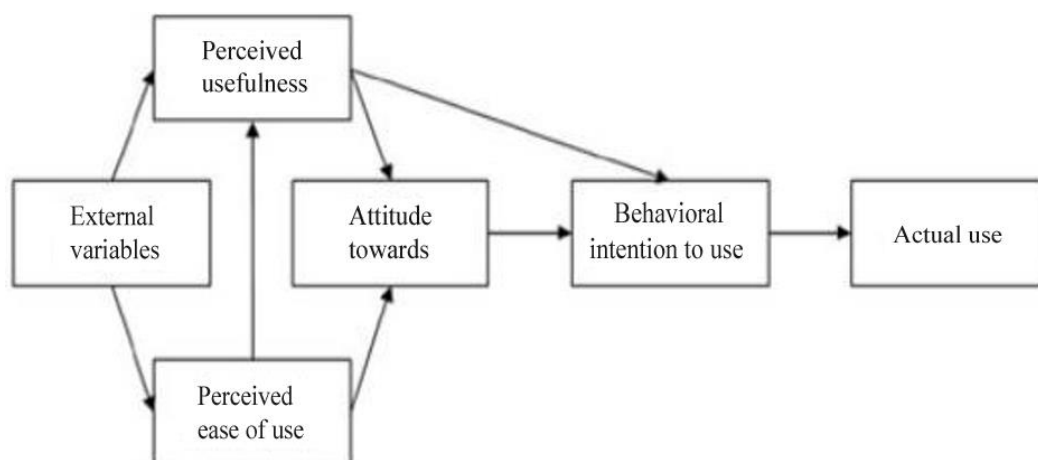 Perceived
usefulness
External
variables
Attitude
towards
Behavioral
intention to use
Actual use
Perceived
ease of use